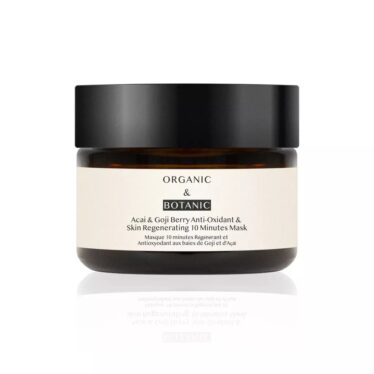 ORGANIC
&
BOTANIC
Acai & Goji Berry Anti-Oxidant &
Skin Regenerating 10 Minutes Mask
Masque 10 minutes Régénérant et
Antioxydant aux baies de Goji et d'Açaí